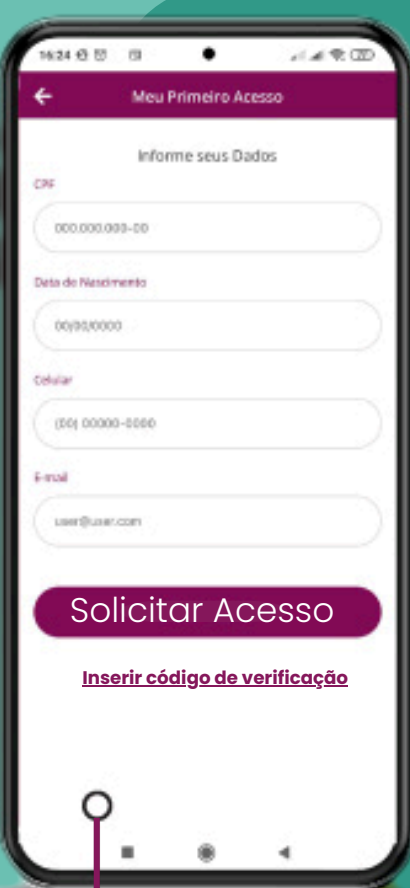 16:24
Meu Primeiro Acesso
Informe seus Dados
CPF
000.000.000-00
Data de Nascimento
00/00/0000
Celular
(00) 00000-0000
E-mail
user@user.com
Solicitar Acesso
Inserir código de verificação